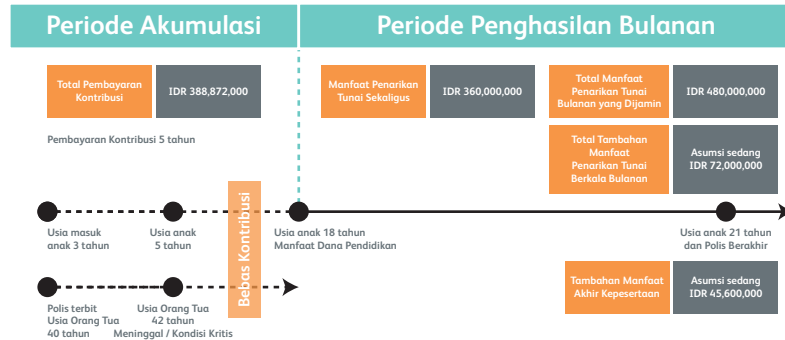 Periode Akumulasi
Periode Penghasilan Bulanan
Total Pembayaran
Kontribusi
IDR 388,872,000
Manfaat Penarikan
Tunai Sekaligus
IDR 360,000,000
Total Manfaat
Penarikan Tunai
Bulanan yang Dijamin
IDR 480,000,000
Pembayaran Kontribusi 5 tahun
Total Tambahan
Manfaat
Penarikan Tunai
Berkala Bulanan
Asumsi sedang
IDR 72,000,000
Bebas Kontribusi
Usia masuk
anak 3 tahun
Usia anak
5 tahun
Usia anak 18 tahun
Manfaat Dana Pendidikan
Usia anak 21 tahun
dan Polis Berakhir
Polis terbit
Usia Orang Tua
40 tahun
Usia Orang Tua
42 tahun
Meninggal / Kondisi Kritis
Tambahan Manfaat
Akhir Kepesertaan
Asumsi sedang
IDR 45,600,000